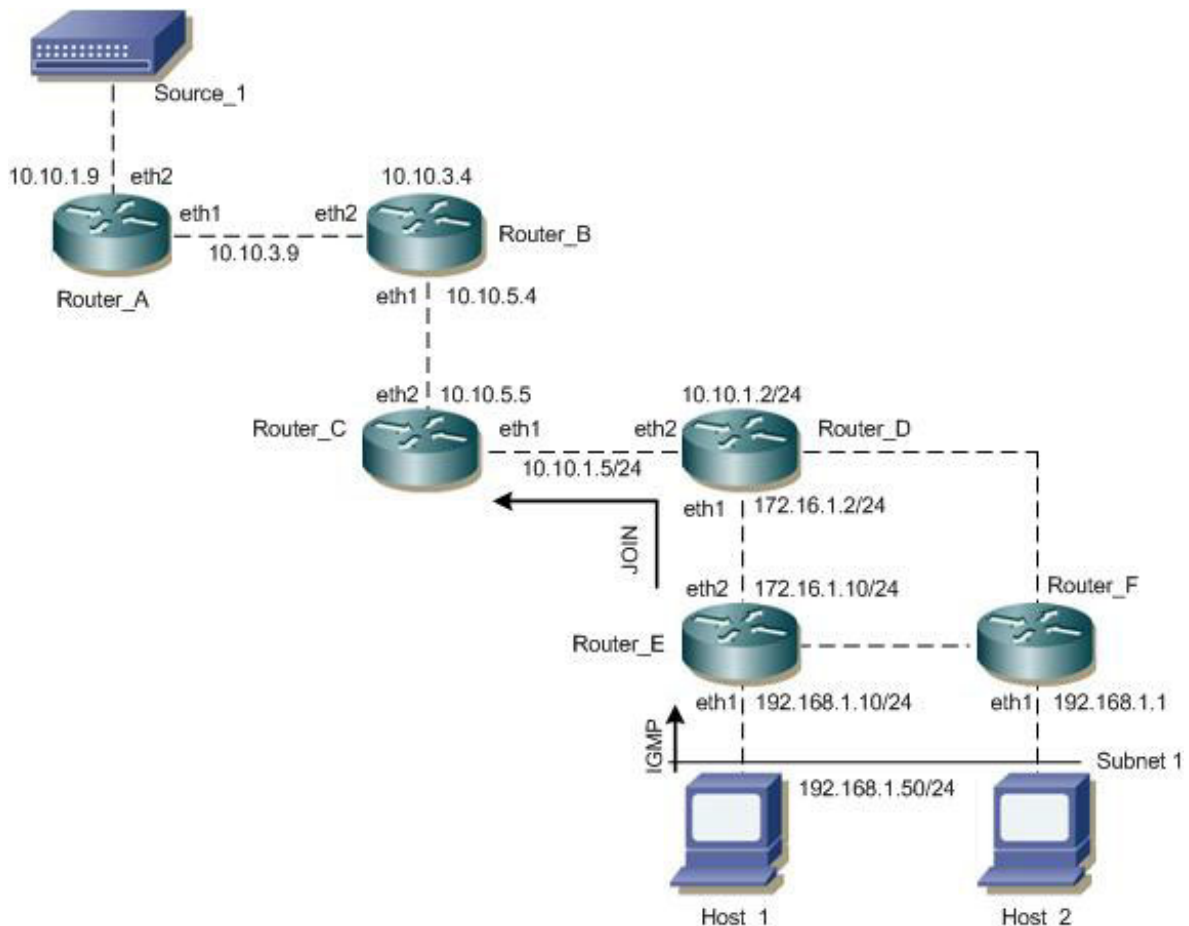 Source_1
10.10.1.9
eth2
10.10.3.4
eth1
eth2
Router_B
10.10.3.9
Router_A
eth1
10.10.5.4
eth2
10.10.5.5
10.10.1.2/24
Router_C
eth1
eth2
Router_D
10.10.1.5/24
eth1
172.16.1.2/24
JOIN
eth2
172.16.1.10/24
Router_F
Router_E
eth1
192.168.1.10/24
eth1
192.168.1.1
IGMP
Subnet 1
192.168.1.50/24
Host_1
Host_2